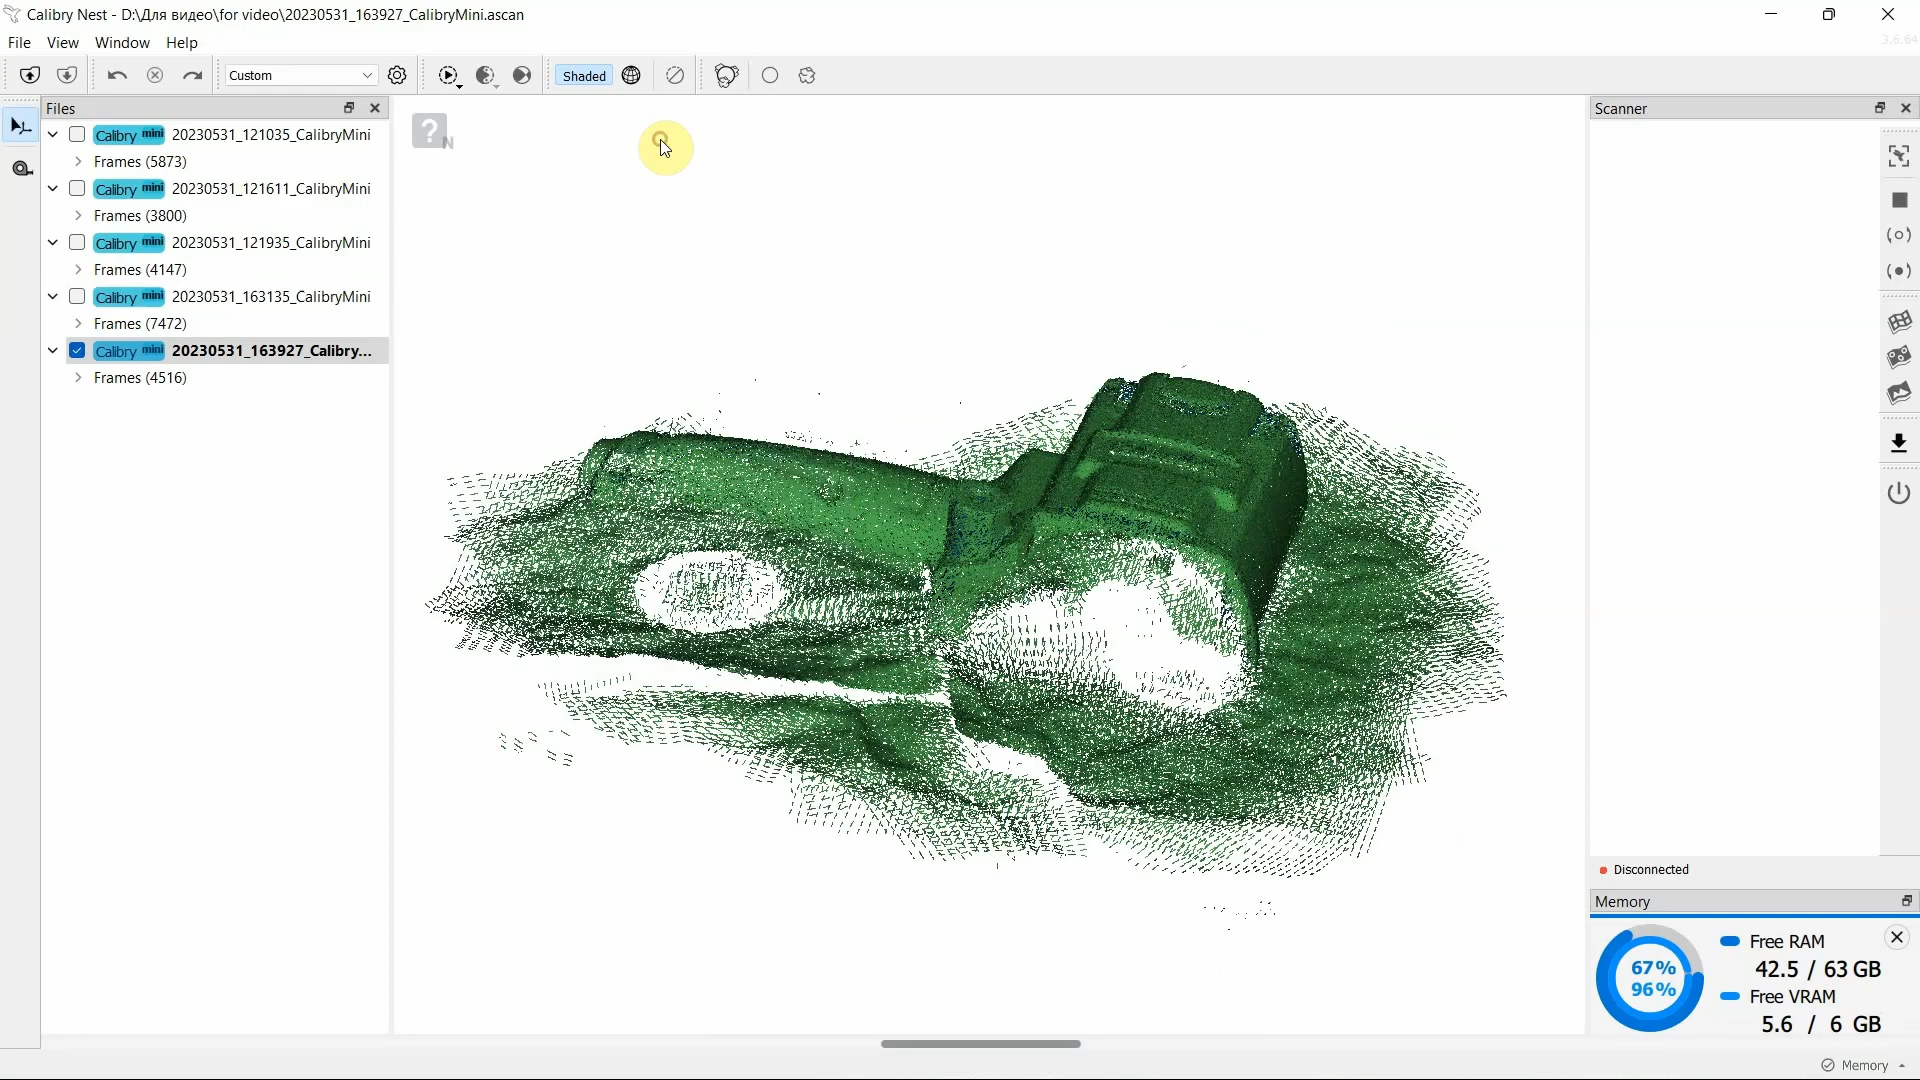 Calibry Nest - D:\Для видео\for video\20230531_163927_CalibryMini.ascan
File View Window Help
3.6.64
Custom
Shaded
Files
Calibry mini 20230531_121035_CalibryMini
Frames (5873)
Calibry mini 20230531_121611_CalibryMini
Frames (3800)
Calibry mini 20230531_121935_CalibryMini
Frames (4147)
Calibry mini 20230531_163135_CalibryMini
Frames (7472)
Calibry mini 20230531_163927_Calibry...
Frames (4516)
? N
Scanner
Disconnected
Memory
67%
96%
Free RAM
42.5 / 63 GB
Free VRAM
5.6 / 6 GB
Memory